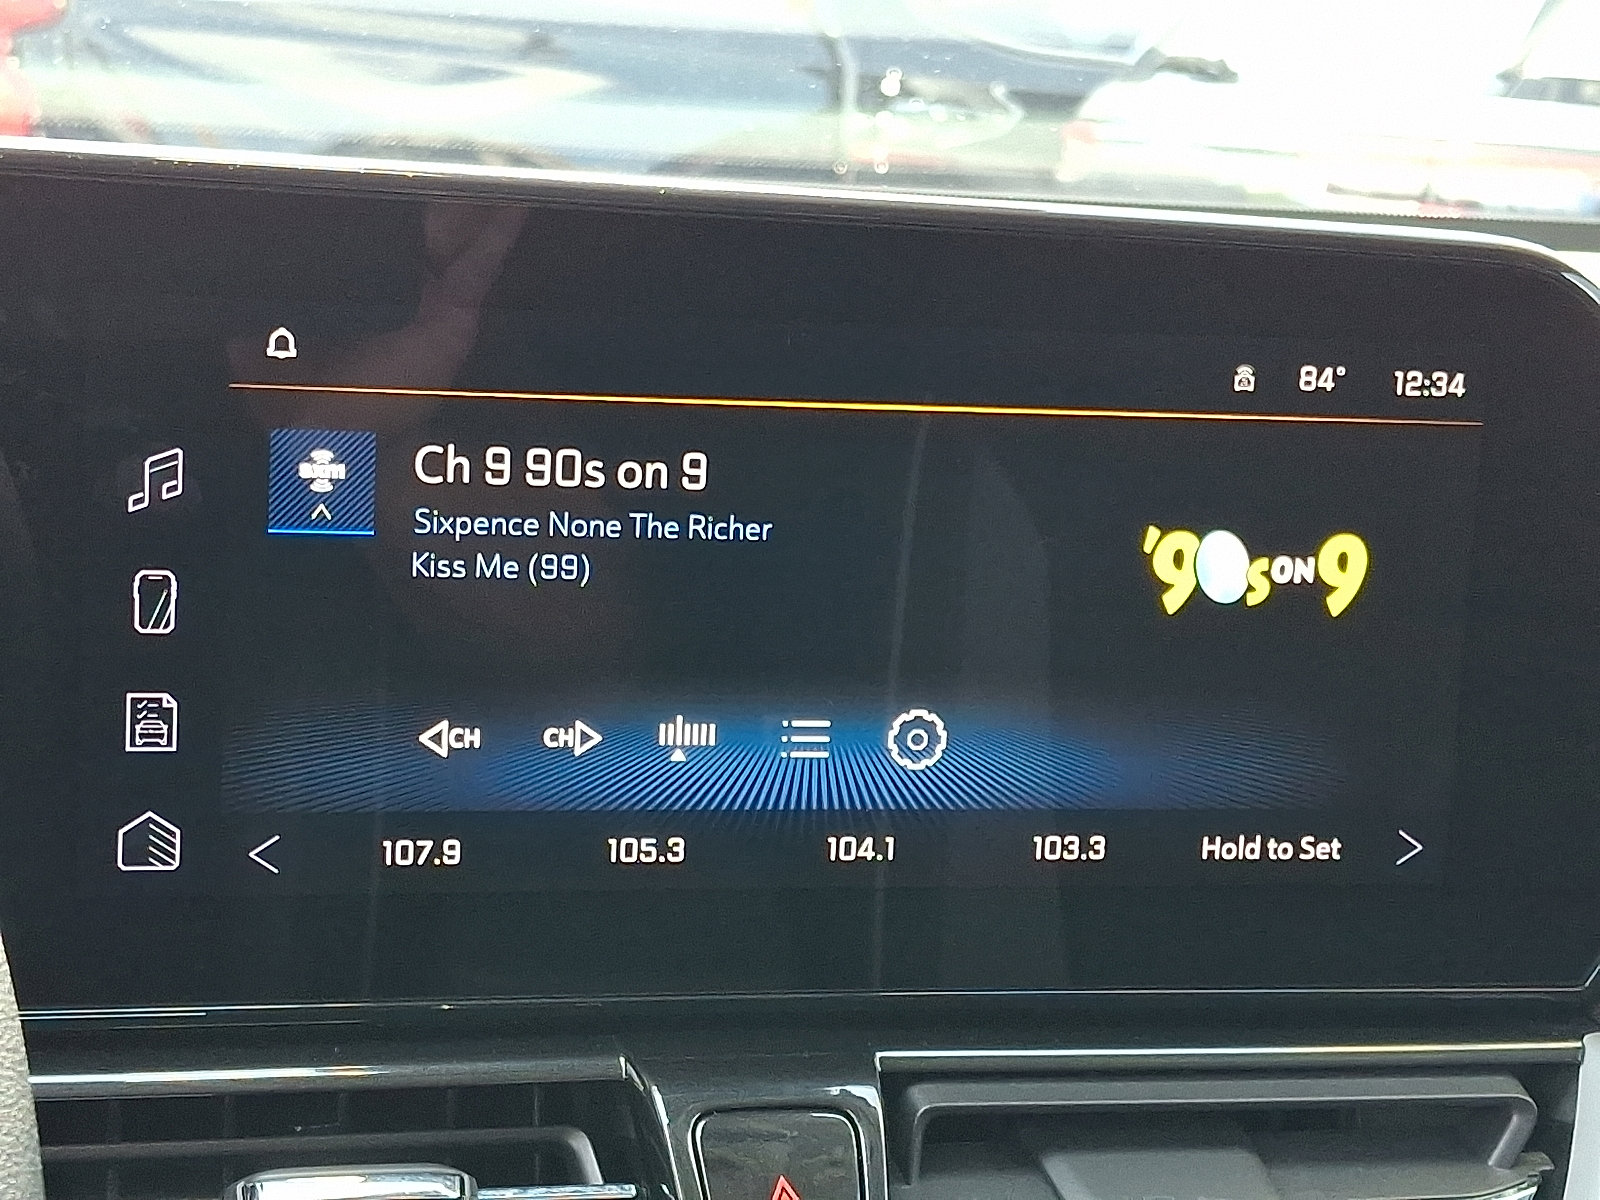 84° 12:34
sxm
Ch 9 90s on 9
Sixpence None The Richer
Kiss Me (99)
'90s ON 9
CH CH
107.9 105.3 104.1 103.3 Hold to Set